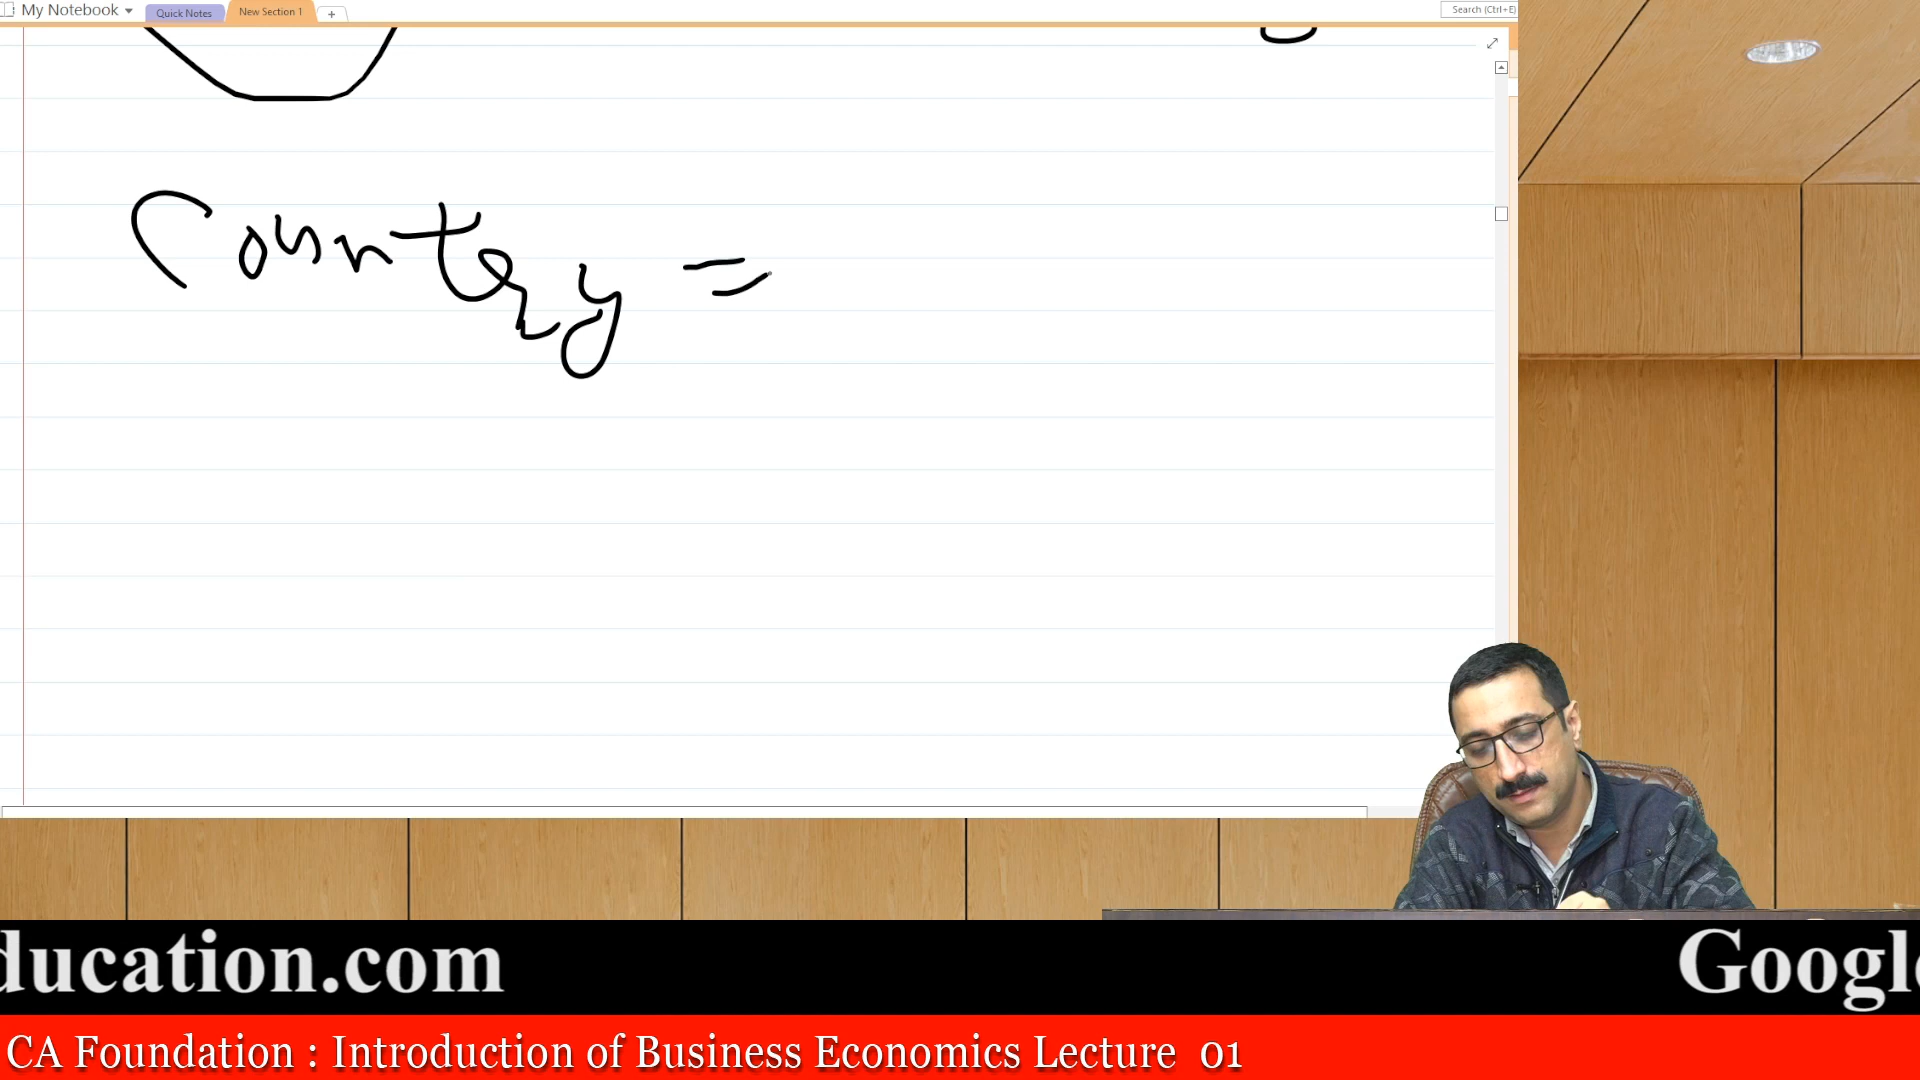 My Notebook
Quick Notes
New Section 1
+
Search (Ctrl+E)
Country =
ducation.com
Google
CA Foundation : Introduction of Business Economics Lecture 01